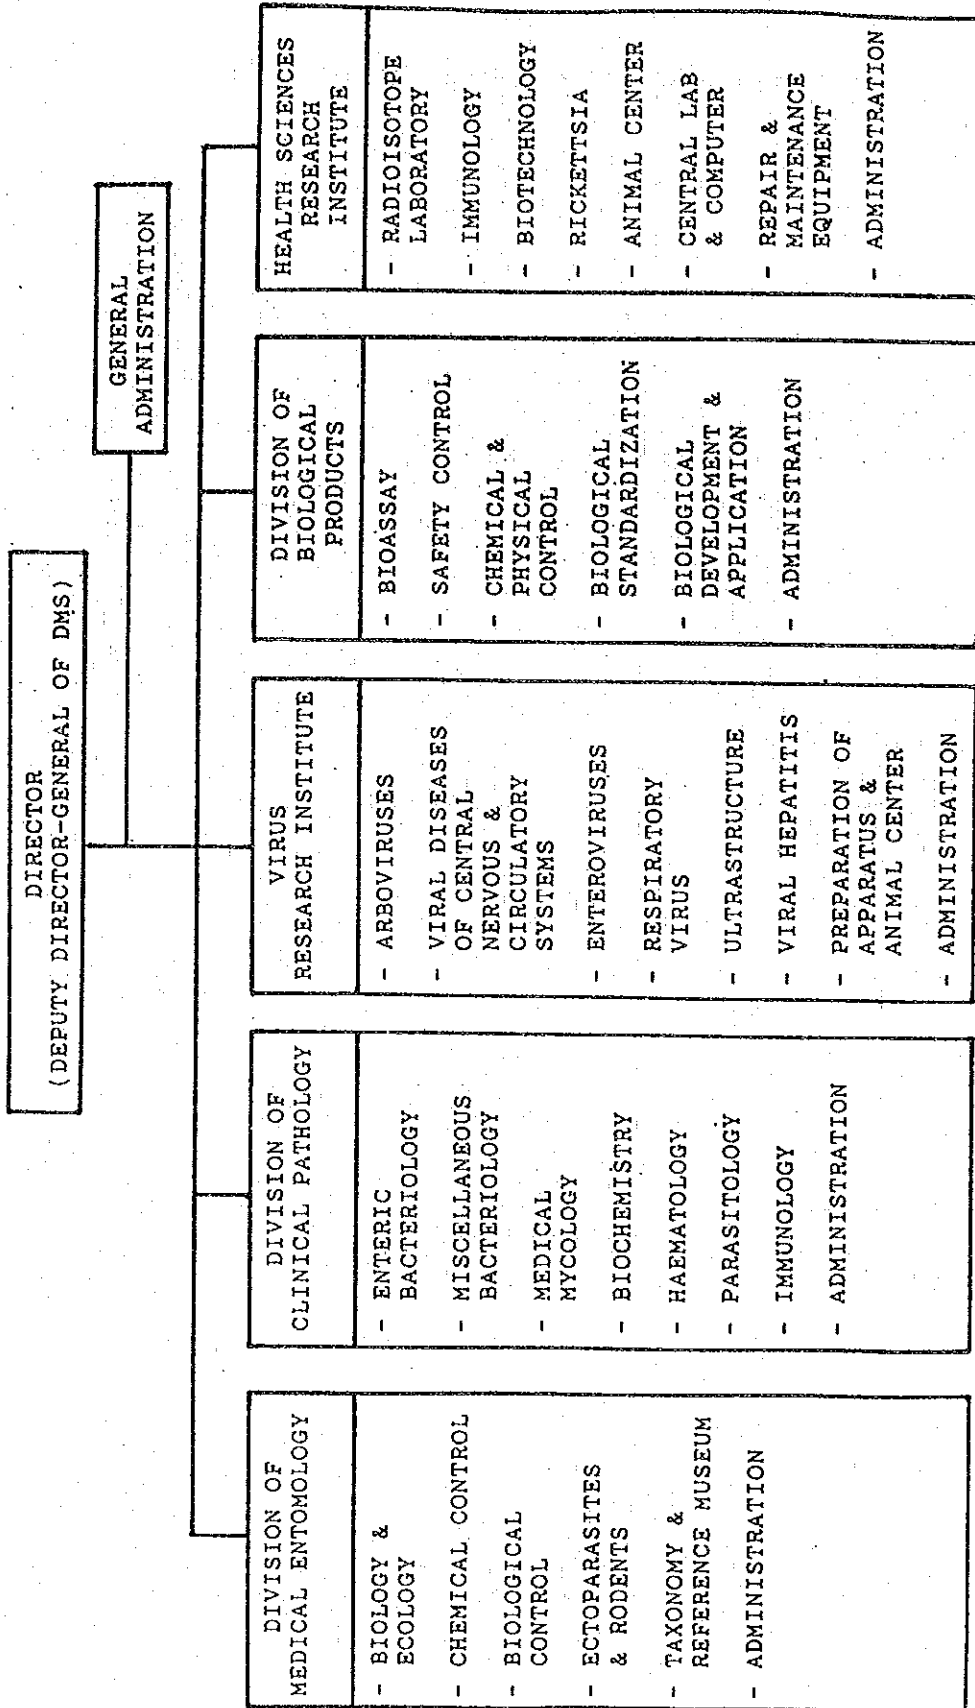 DIRECTOR
(DEPUTY DIRECTOR-GENERAL OF DMS)
GENERAL
ADMINISTRATION
DIVISION OF
MEDICAL ENTOMOLOGY
- BIOLOGY &
ECOLOGY
- CHEMICAL CONTROL
- BIOLOGICAL
CONTROL
- ECTOPARASITES
& RODENTS
- TAXONOMY &
REFERENCE MUSEUM
- ADMINISTRATION
DIVISION OF
CLINICAL PATHOLOGY
- ENTERIC
BACTERIOLOGY
- MISCELLANEOUS
BACTERIOLOGY
- MEDICAL
MYCOLOGY
- BIOCHEMISTRY
- HAEMATOLOGY
- PARASITOLOGY
- IMMUNOLOGY
- ADMINISTRATION
VIRUS
RESEARCH INSTITUTE
- ARBOVIRUSES
- VIRAL DISEASES
OF CENTRAL
NERVOUS &
CIRCULATORY
SYSTEMS
- ENTEROVIRUSES
- RESPIRATORY
VIRUS
- ULTRASTRUCTURE
- VIRAL HEPATITIS
- PREPARATION OF
APPARATUS &
ANIMAL CENTER
- ADMINISTRATION
DIVISION OF
BIOLOGICAL
PRODUCTS
- BIOASSAY
- SAFETY CONTROL
- CHEMICAL &
PHYSICAL
CONTROL
- BIOLOGICAL
STANDARDIZATION
- BIOLOGICAL
DEVELOPMENT &
APPLICATION
- ADMINISTRATION
HEALTH SCIENCES
RESEARCH
INSTITUTE
- RADIOISOTOPE
LABORATORY
- IMMUNOLOGY
- BIOTECHNOLOGY
- RICKETTSIA
- ANIMAL CENTER
- CENTRAL LAB
& COMPUTER
- REPAIR &
MAINTENANCE
EQUIPMENT
- ADMINISTRATION